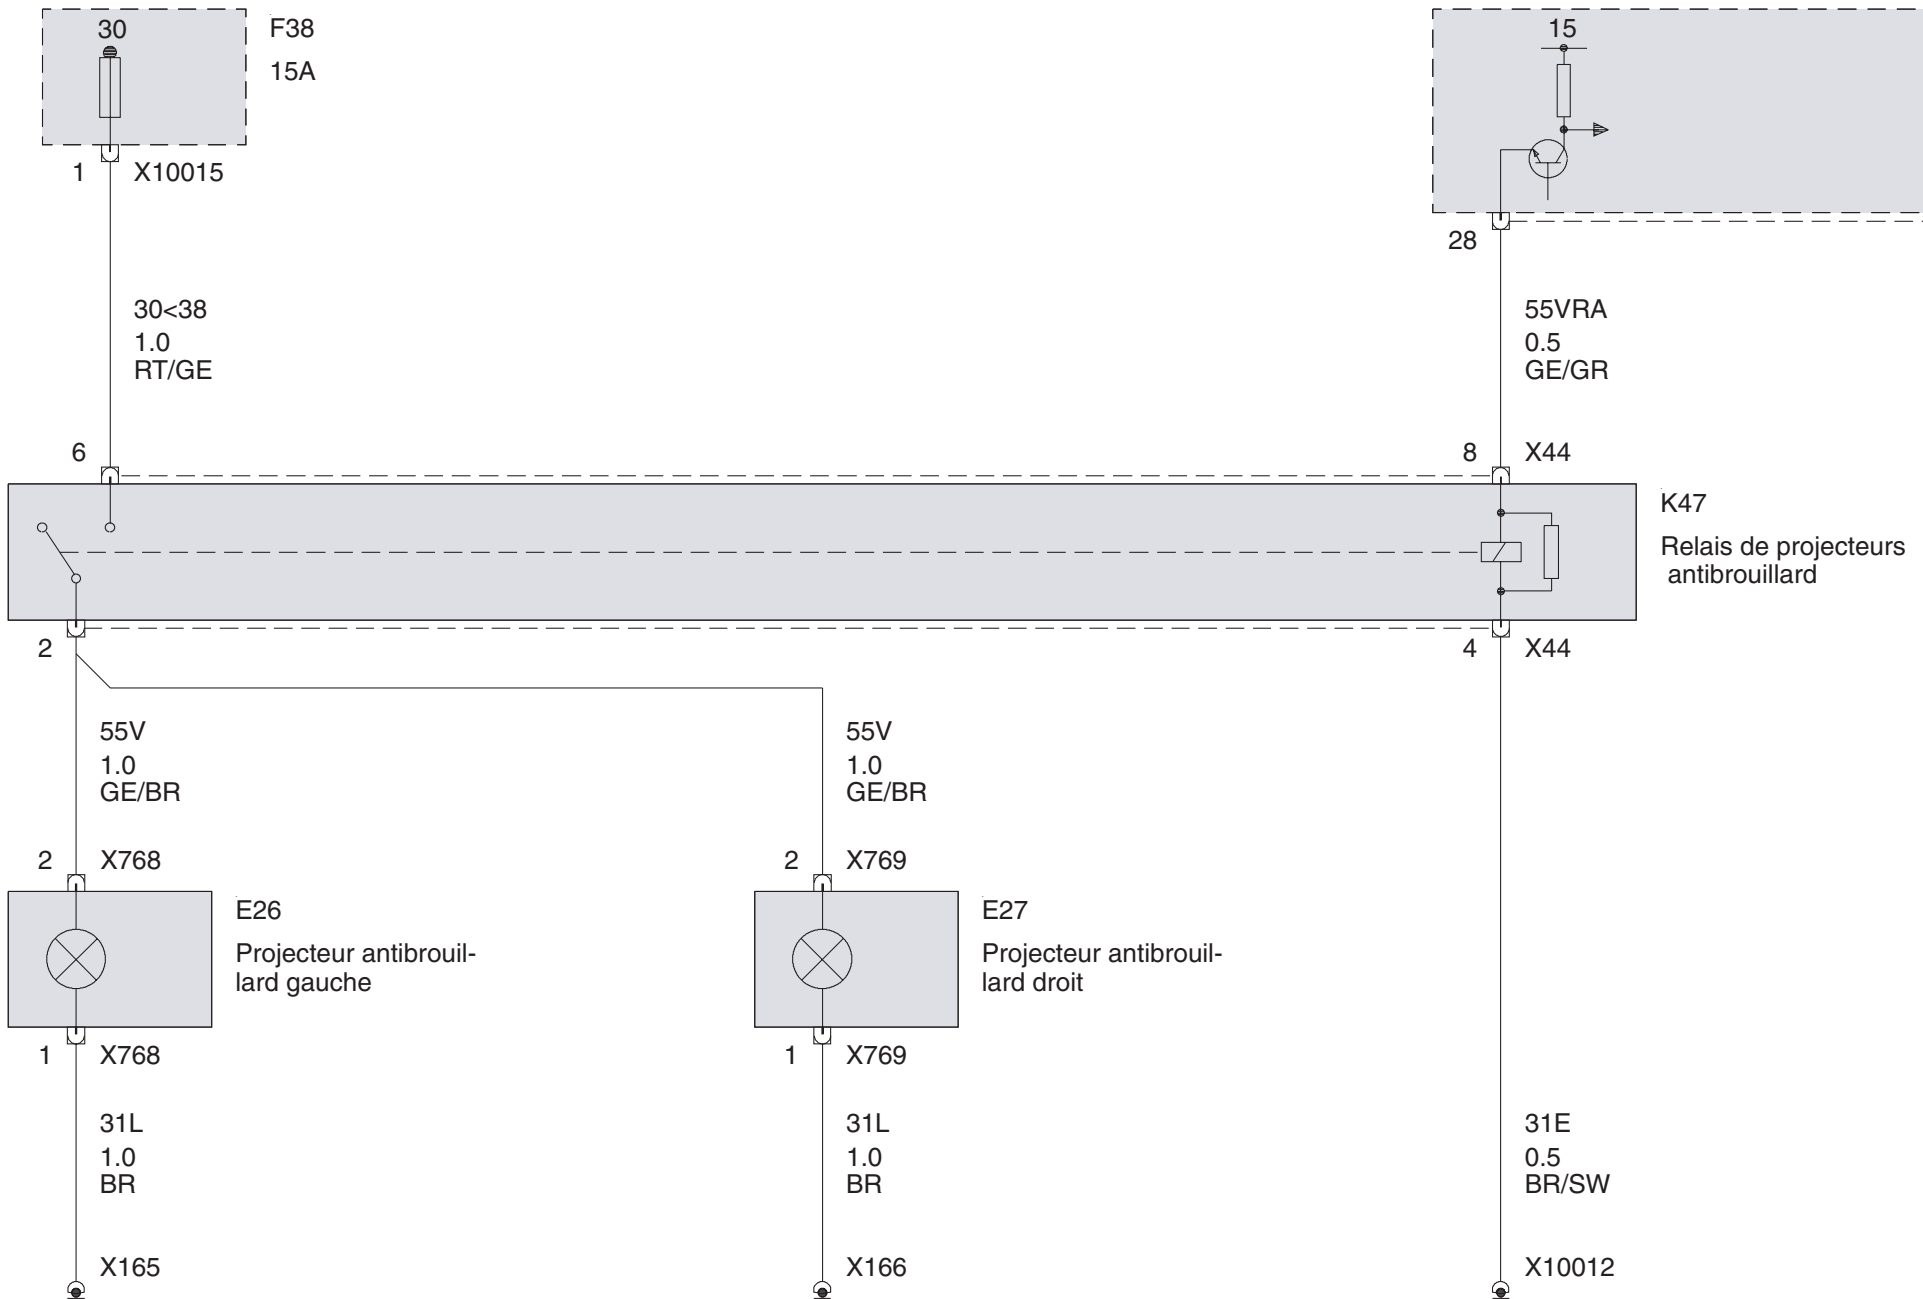 30
F38
15A
15
1
X10015
28
30<38
1.0
RT/GE
55VRA
0.5
GE/GR
6
8
X44
K47
Relais de projecteurs
antibrouillard
2
4
X44
55V
1.0
GE/BR
55V
1.0
GE/BR
2
X768
2
X769
E26
Projecteur antibrouil-
lard gauche
E27
Projecteur antibrouil-
lard droit
1
X768
1
X769
31L
1.0
BR
31L
1.0
BR
31E
0.5
BR/SW
X165
X166
X10012